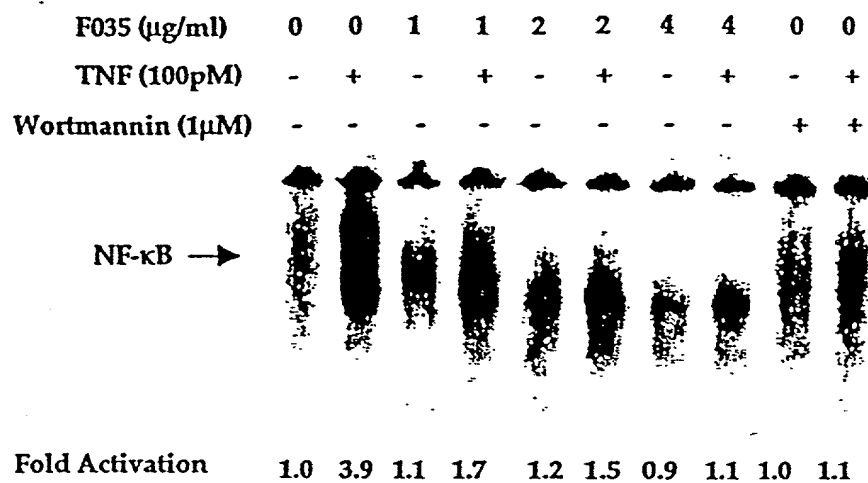 F035 (μg/ml) 0 0 1 1 2 2 4 4 0 0
TNF (100pM) - + - + - + - + - +
Wortmannin (1μM) - - - - - - - - + +
NF-κB
Fold Activation 1.0 3.9 1.1 1.7 1.2 1.5 0.9 1.1 1.0 1.1